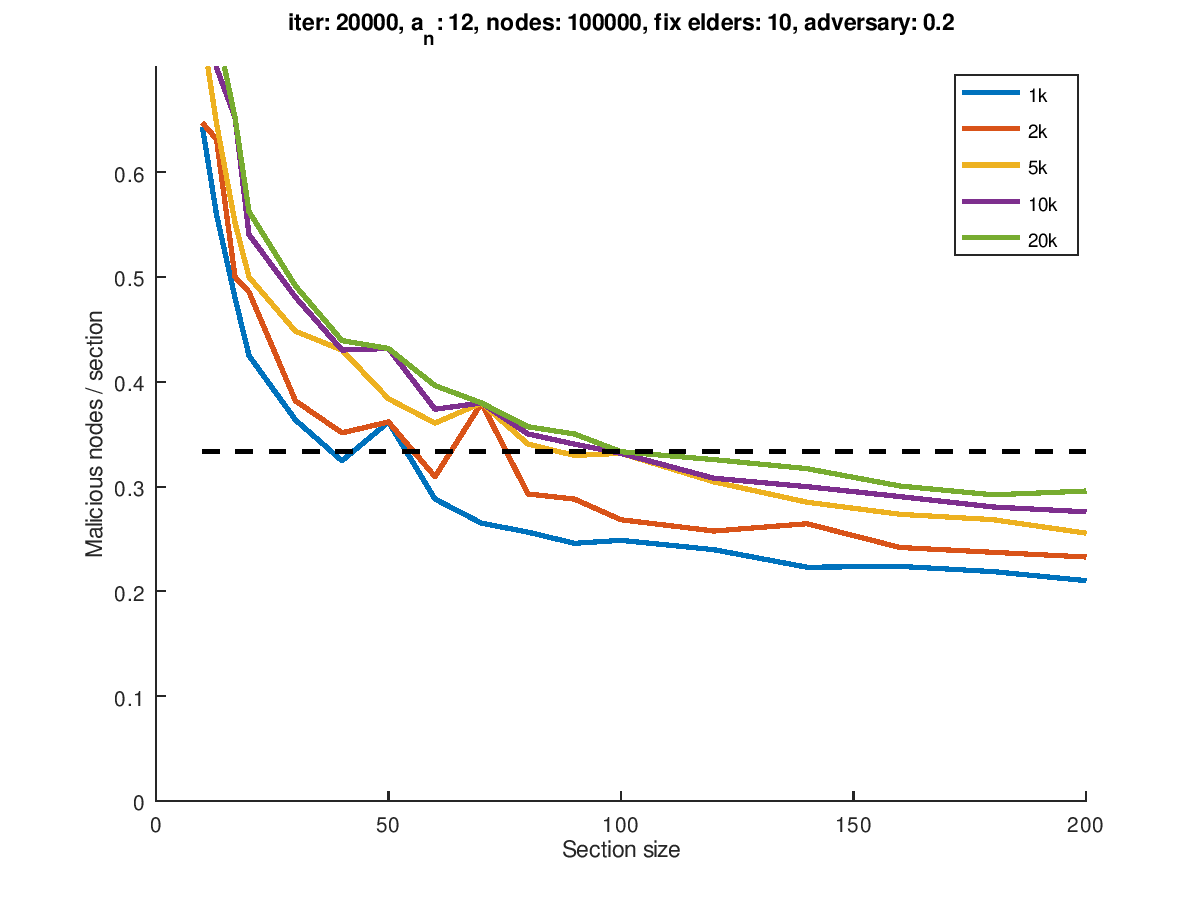 iter: 20000, a_n: 12, nodes: 100000, fix elders: 10, adversary: 0.2
1k
2k
5k
10k
20k
0.6
0.5
0.4
0.3
0.2
0.1
0
Malicious nodes / section
0
50
100
150
200
Section size